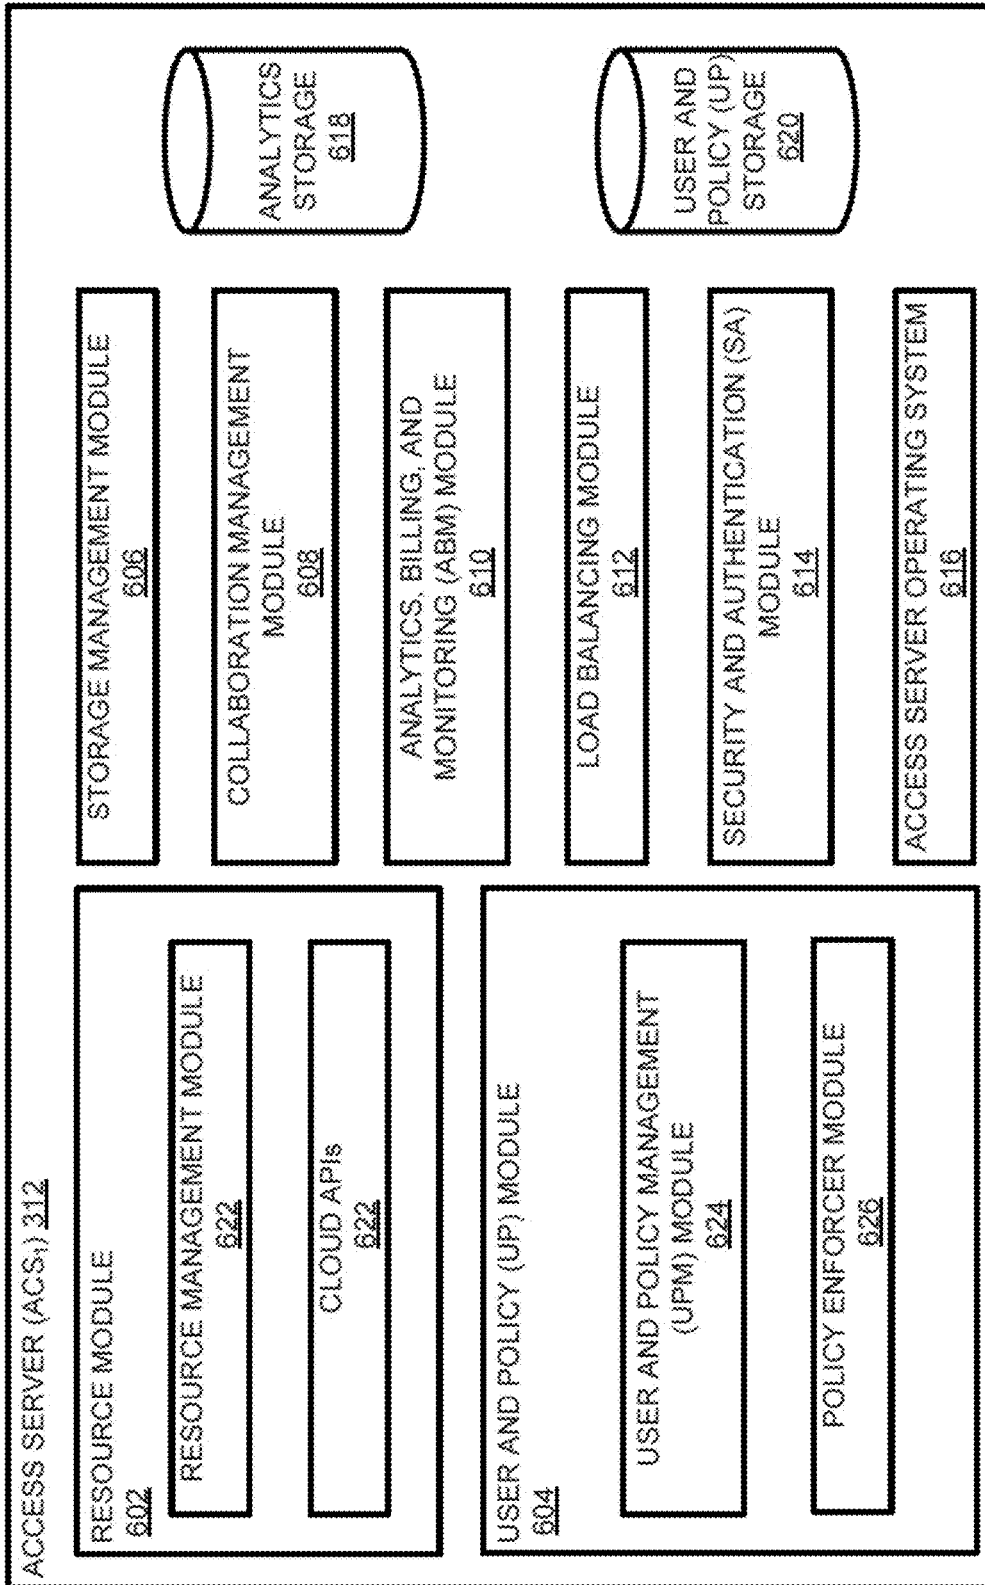 ACCESS SERVER (ACS₁) 312
RESOURCE MODULE
602
RESOURCE MANAGEMENT MODULE
622
CLOUD APIs
622
USER AND POLICY (UP) MODULE
604
USER AND POLICY MANAGEMENT
(UPM) MODULE
624
POLICY ENFORCER MODULE
626
STORAGE MANAGEMENT MODULE
606
COLLABORATION MANAGEMENT
MODULE
608
ANALYTICS, BILLING, AND
MONITORING (ABM) MODULE
610
LOAD BALANCING MODULE
612
SECURITY AND AUTHENTICATION (SA)
MODULE
614
ACCESS SERVER OPERATING SYSTEM
616
ANALYTICS
STORAGE
618
USER AND
POLICY (UP)
STORAGE
620